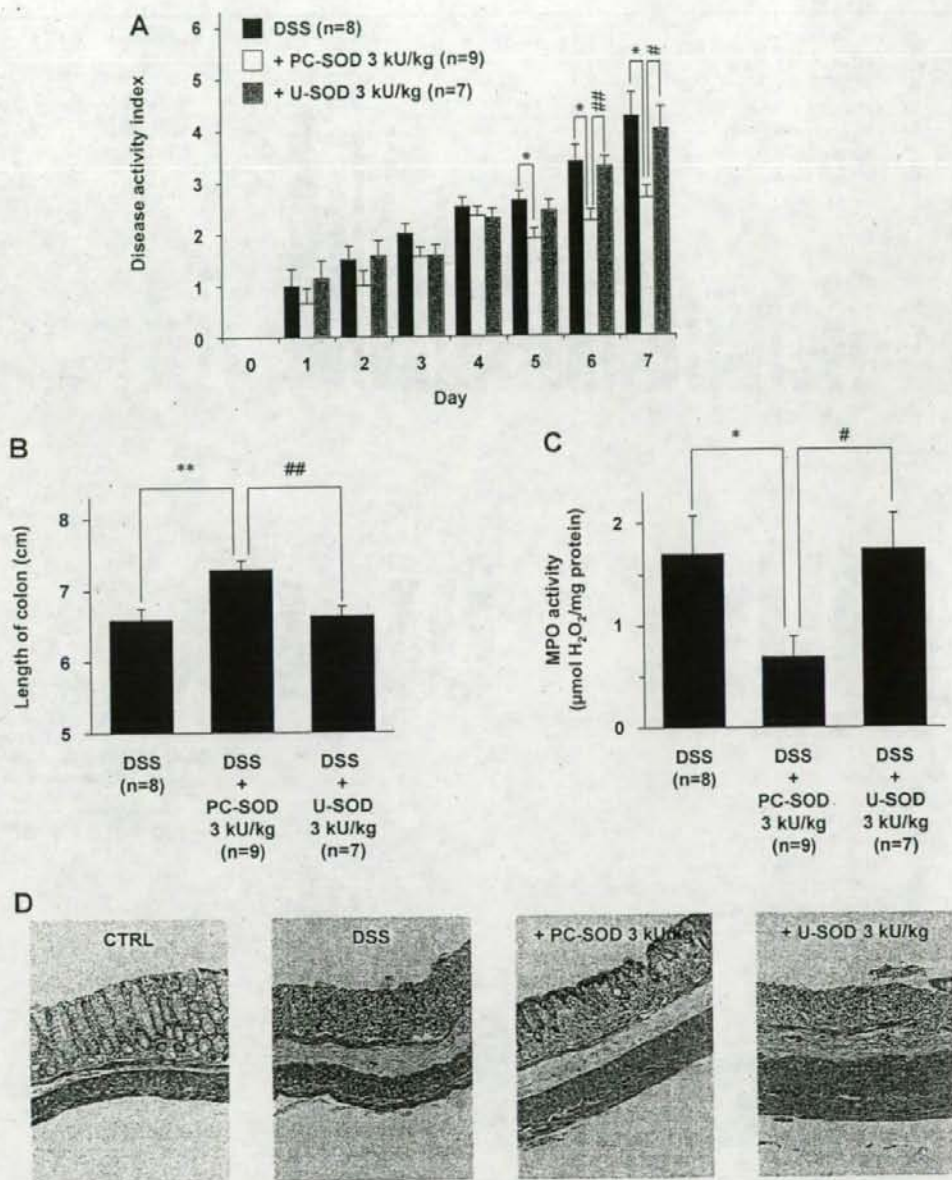 A
6
5
4
3
2
1
0
Disease activity index
DSS (n=8)
+ PC-SOD 3 kU/kg (n=9)
+ U-SOD 3 kU/kg (n=7)
*
*
##
*
#
0 1 2 3 4 5 6 7
Day
B
**
##
8
7
6
5
Length of colon (cm)
DSS
(n=8)
DSS
+
PC-SOD
3 kU/kg
(n=9)
DSS
+
U-SOD
3 kU/kg
(n=7)
C
*
#
2
1
0
MPO activity
(µmol H₂O₂/mg protein)
DSS
(n=8)
DSS
+
PC-SOD
3 kU/kg
(n=9)
DSS
+
U-SOD
3 kU/kg
(n=7)
D
CTRL
DSS
+ PC-SOD 3 kU/kg
+ U-SOD 3 kU/kg